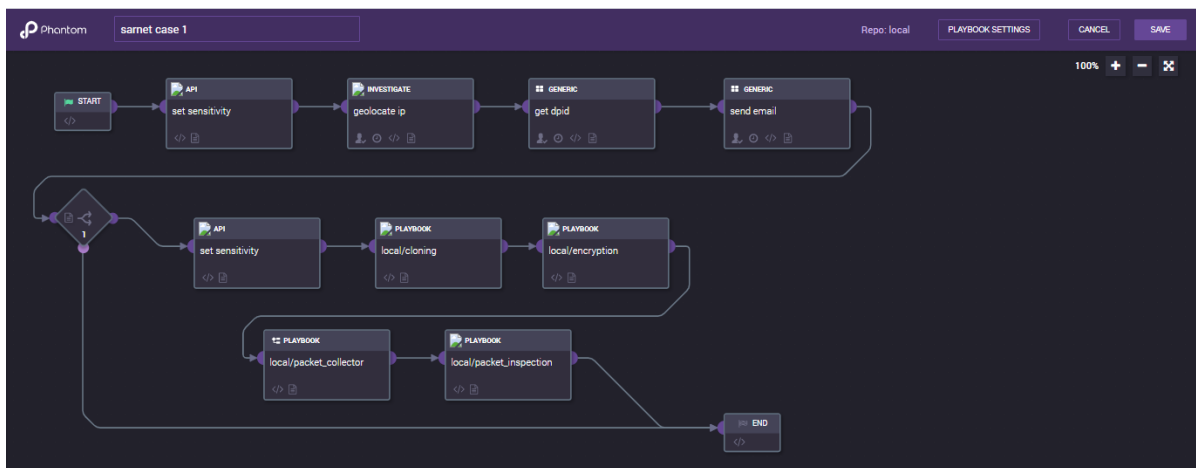 Phantom
sarnet case 1
Repo: local
PLAYBOOK SETTINGS
CANCEL
SAVE
100%
START
API
set sensitivity
INVESTIGATE
geolocate ip
GENERIC
get dpid
GENERIC
send email
1
API
set sensitivity
PLAYBOOK
local/cloning
PLAYBOOK
local/encryption
PLAYBOOK
local/packet_collector
PLAYBOOK
local/packet_inspection
END